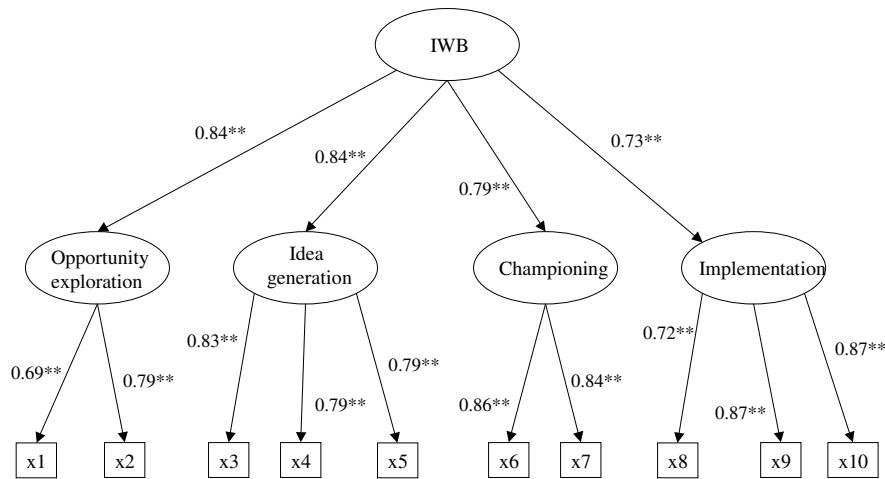 IWB
0.84**
0.84**
0.79**
0.73**
Opportunity
exploration
Idea
generation
Championing
Implementation
0.69**
0.79**
0.83**
0.79**
0.79**
0.86**
0.84**
0.72**
0.87**
0.87**
x1
x2
x3
x4
x5
x6
x7
x8
x9
x10